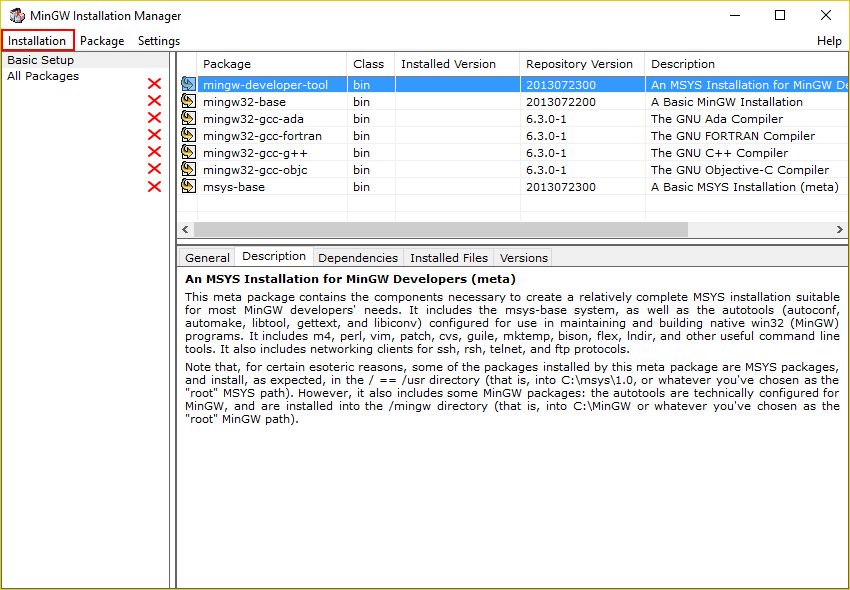 MinGW Installation Manager
Installation Package Settings Help
Basic Setup
All Packages
Package Class Installed Version Repository Version Description
mingw-developer-tool bin 2013072300 An MSYS Installation for MinGW De
mingw32-base bin 2013072200 A Basic MinGW Installation
mingw32-gcc-ada bin 6.3.0-1 The GNU Ada Compiler
mingw32-gcc-fortran bin 6.3.0-1 The GNU FORTRAN Compiler
mingw32-gcc-g++ bin 6.3.0-1 The GNU C++ Compiler
mingw32-gcc-objc bin 6.3.0-1 The GNU Objective-C Compiler
msys-base bin 2013072300 A Basic MSYS Installation (meta)
General Description Dependencies Installed Files Versions
An MSYS Installation for MinGW Developers (meta)
This meta package contains the components necessary to create a relatively complete MSYS installation suitable
for most MinGW developers' needs. It includes the msys-base system, as well as the autotools (autoconf,
automake, libtool, gettext, and libiconv) configured for use in maintaining and building native win32 (MinGW)
programs. It includes m4, perl, vim, patch, cvs, guile, mktemp, bison, flex, lndir, and other useful command line
tools. It also includes networking clients for ssh, rsh, telnet, and ftp protocols.
Note that, for certain esoteric reasons, some of the packages installed by this meta package are MSYS packages,
and install, as expected, in the / == /usr directory (that is, into C:\msys\1.0, or whatever you've chosen as the
"root" MSYS path). However, it also includes some MinGW packages: the autotools are technically configured for
MinGW, and are installed into the /mingw directory (that is, into C:\MinGW or whatever you've chosen as the
"root" MinGW path).